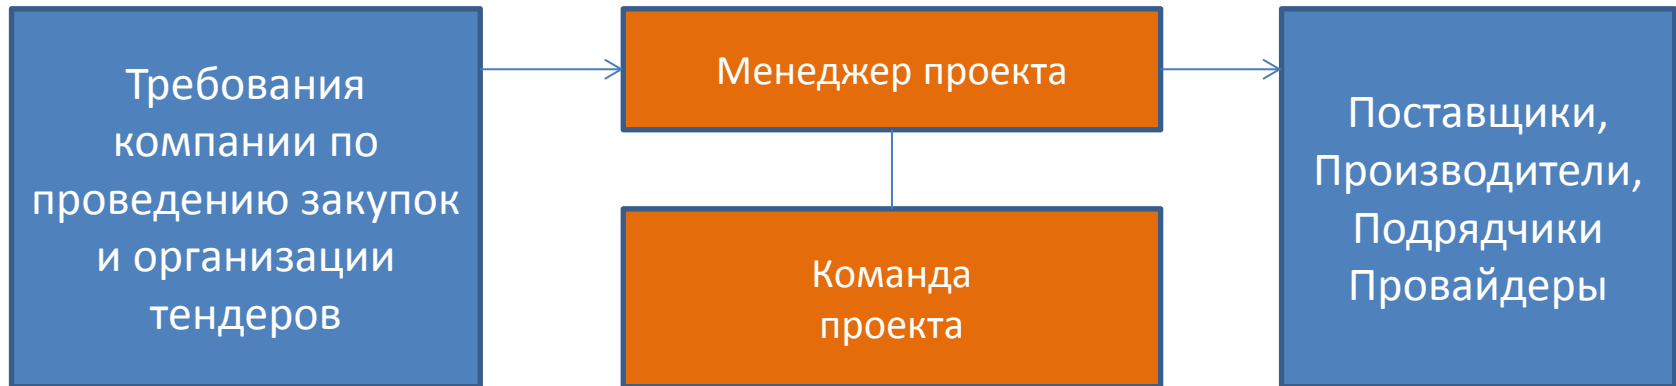 Требования
компании по
проведению закупок
и организации
тендеров
Менеджер проекта
Команда
проекта
Поставщики,
Производители,
Подрядчики
Провайдеры